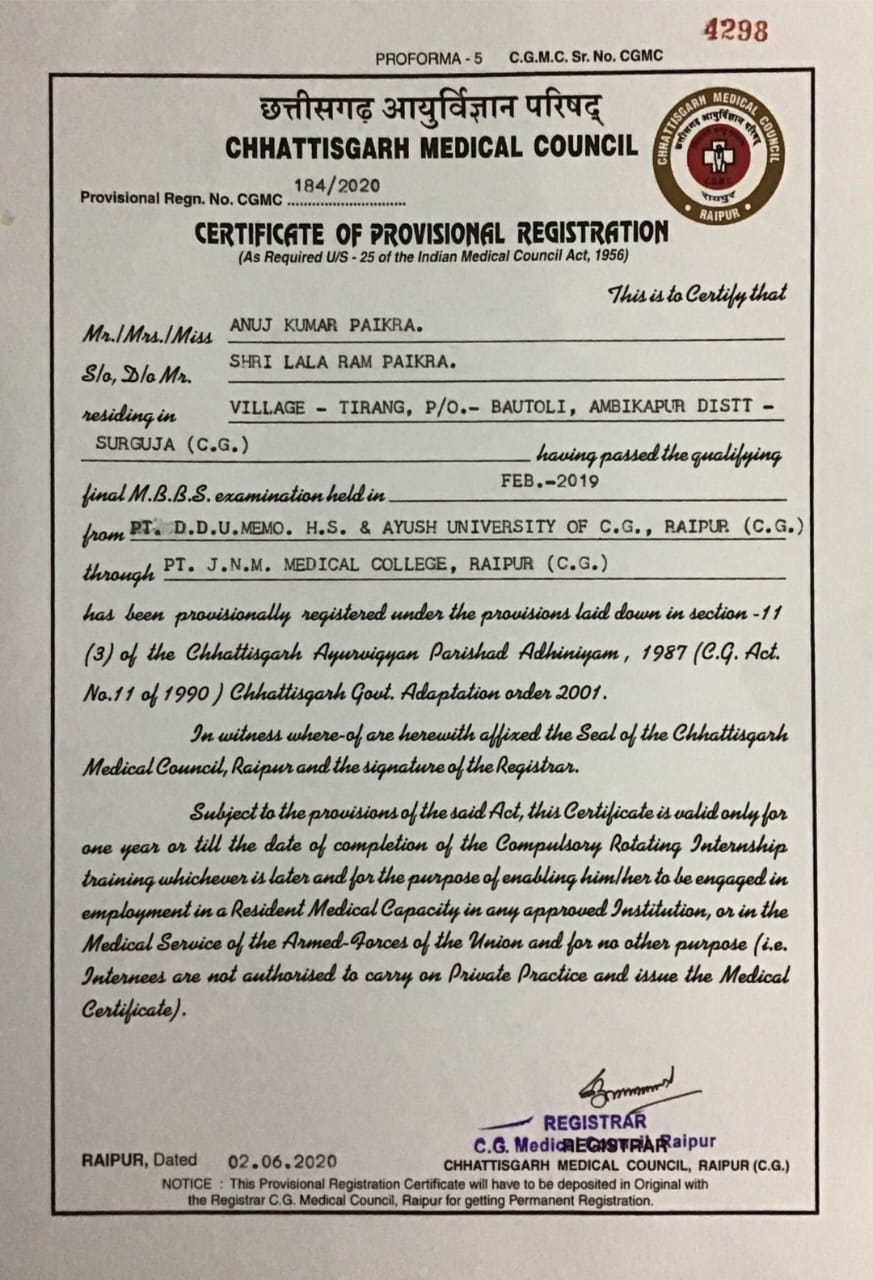 4298
PROFORMA - 5 C.G.M.C. Sr. No. CGMC
छत्तीसगढ़ आयुर्विज्ञान परिषद्
CHHATTISGARH MEDICAL COUNCIL
CHHATTISGARH MEDICAL COUNCIL
छत्तीसगढ़ आयुर्विज्ञान परिषद
CGMC
रायपुर
• RAIPUR •
Provisional Regn. No. CGMC 184/2020
CERTIFICATE OF PROVISIONAL REGISTRATION
(As Required U/S - 25 of the Indian Medical Council Act, 1956)
This is to Certify that
Mr./Mrs./Miss ANUJ KUMAR PAIKRA.
S/o, D/o Mr. SHRI LALA RAM PAIKRA.
residing in VILLAGE - TIRANG, P/O.- BAUTOLI, AMBIKAPUR DISTT -
SURGUJA (C.G.) having passed the qualifying
final M.B.B.S. examination held in FEB.-2019
from PT. D.D.U.MEMO. H.S. & AYUSH UNIVERSITY OF C.G., RAIPUR (C.G.)
through PT. J.N.M. MEDICAL COLLEGE, RAIPUR (C.G.)
has been provisionally registered under the provisions laid down in section -11
(3) of the Chhattisgarh Ayurvigyan Parishad Adhiniyam, 1987 (C.G. Act.
No.11 of 1990 ) Chhattisgarh Govt. Adaptation order 2001.
In witness where-of are herewith affixed the Seal of the Chhattisgarh
Medical Council, Raipur and the signature of the Registrar.
Subject to the provisions of the said Act, this Certificate is valid only for
one year or till the date of completion of the Compulsory Rotating Internship
training whichever is later and for the purpose of enabling him/her to be engaged in
employment in a Resident Medical Capacity in any approved Institution, or in the
Medical Service of the Armed-Forces of the Union and for no other purpose (i.e.
Internees are not authorised to carry on Private Practice and issue the Medical
Certificate).
REGISTRAR
C.G. Medical Council, Raipur
REGISTRAR
RAIPUR, Dated 02.06.2020
CHHATTISGARH MEDICAL COUNCIL, RAIPUR (C.G.)
NOTICE : This Provisional Registration Certificate will have to be deposited in Original with
the Registrar C.G. Medical Council, Raipur for getting Permanent Registration.